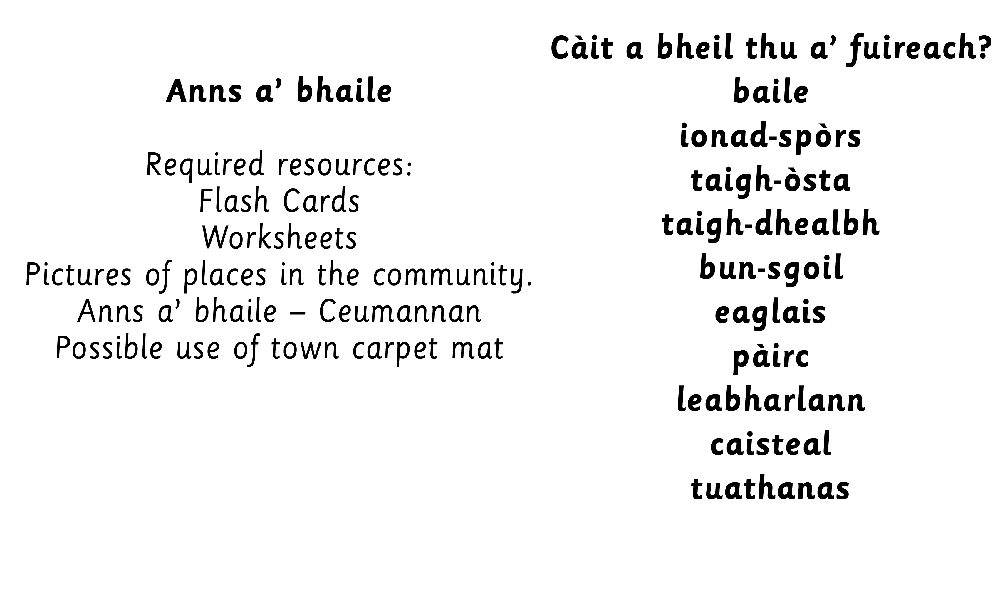 Anns a’ bhaile
Required resources:
Flash Cards
Worksheets
Pictures of places in the community.
Anns a’ bhaile – Ceumannan
Possible use of town carpet mat
Càit a bheil thu a’ fuireach?
baile
ionad-spòrs
taigh-òsta
taigh-dhealbh
bun-sgoil
eaglais
pàirc
leabharlann
caisteal
tuathanas